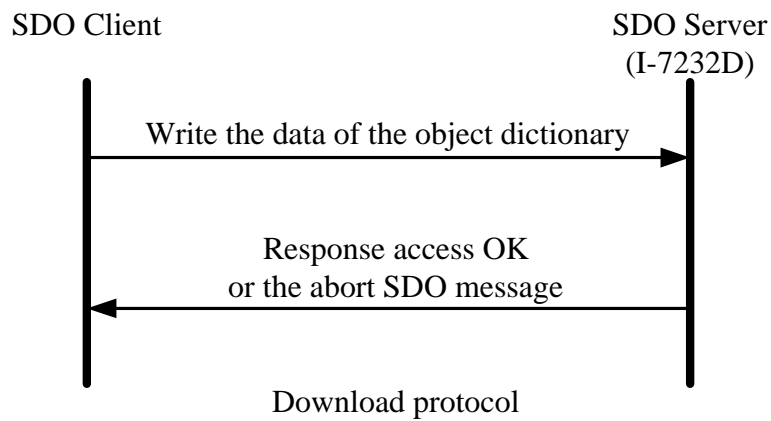 SDO Client
SDO Server
(I-7232D)
Write the data of the object dictionary
Response access OK
or the abort SDO message
Download protocol